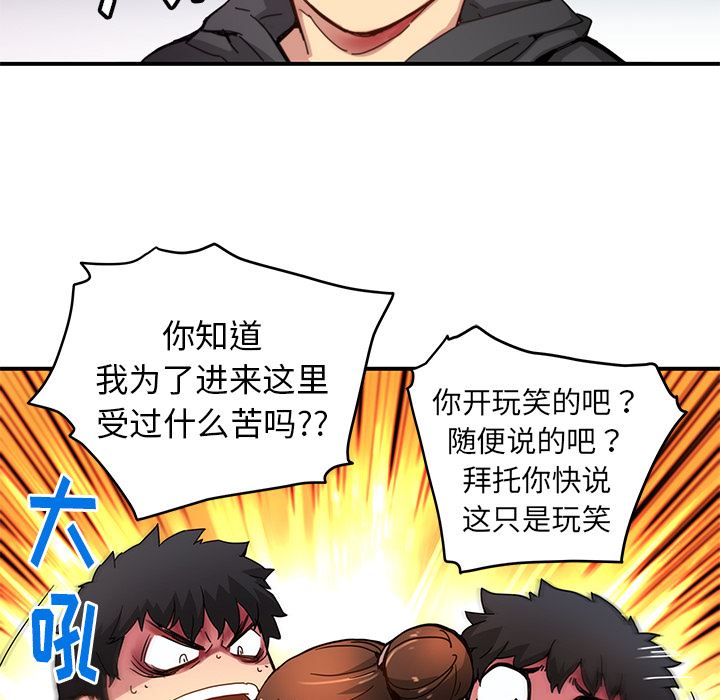 你知道
我为了进来这里
受过什么苦吗??
你开玩笑的吧？
随便说的吧？
拜托你快说
这只是玩笑
大
吼